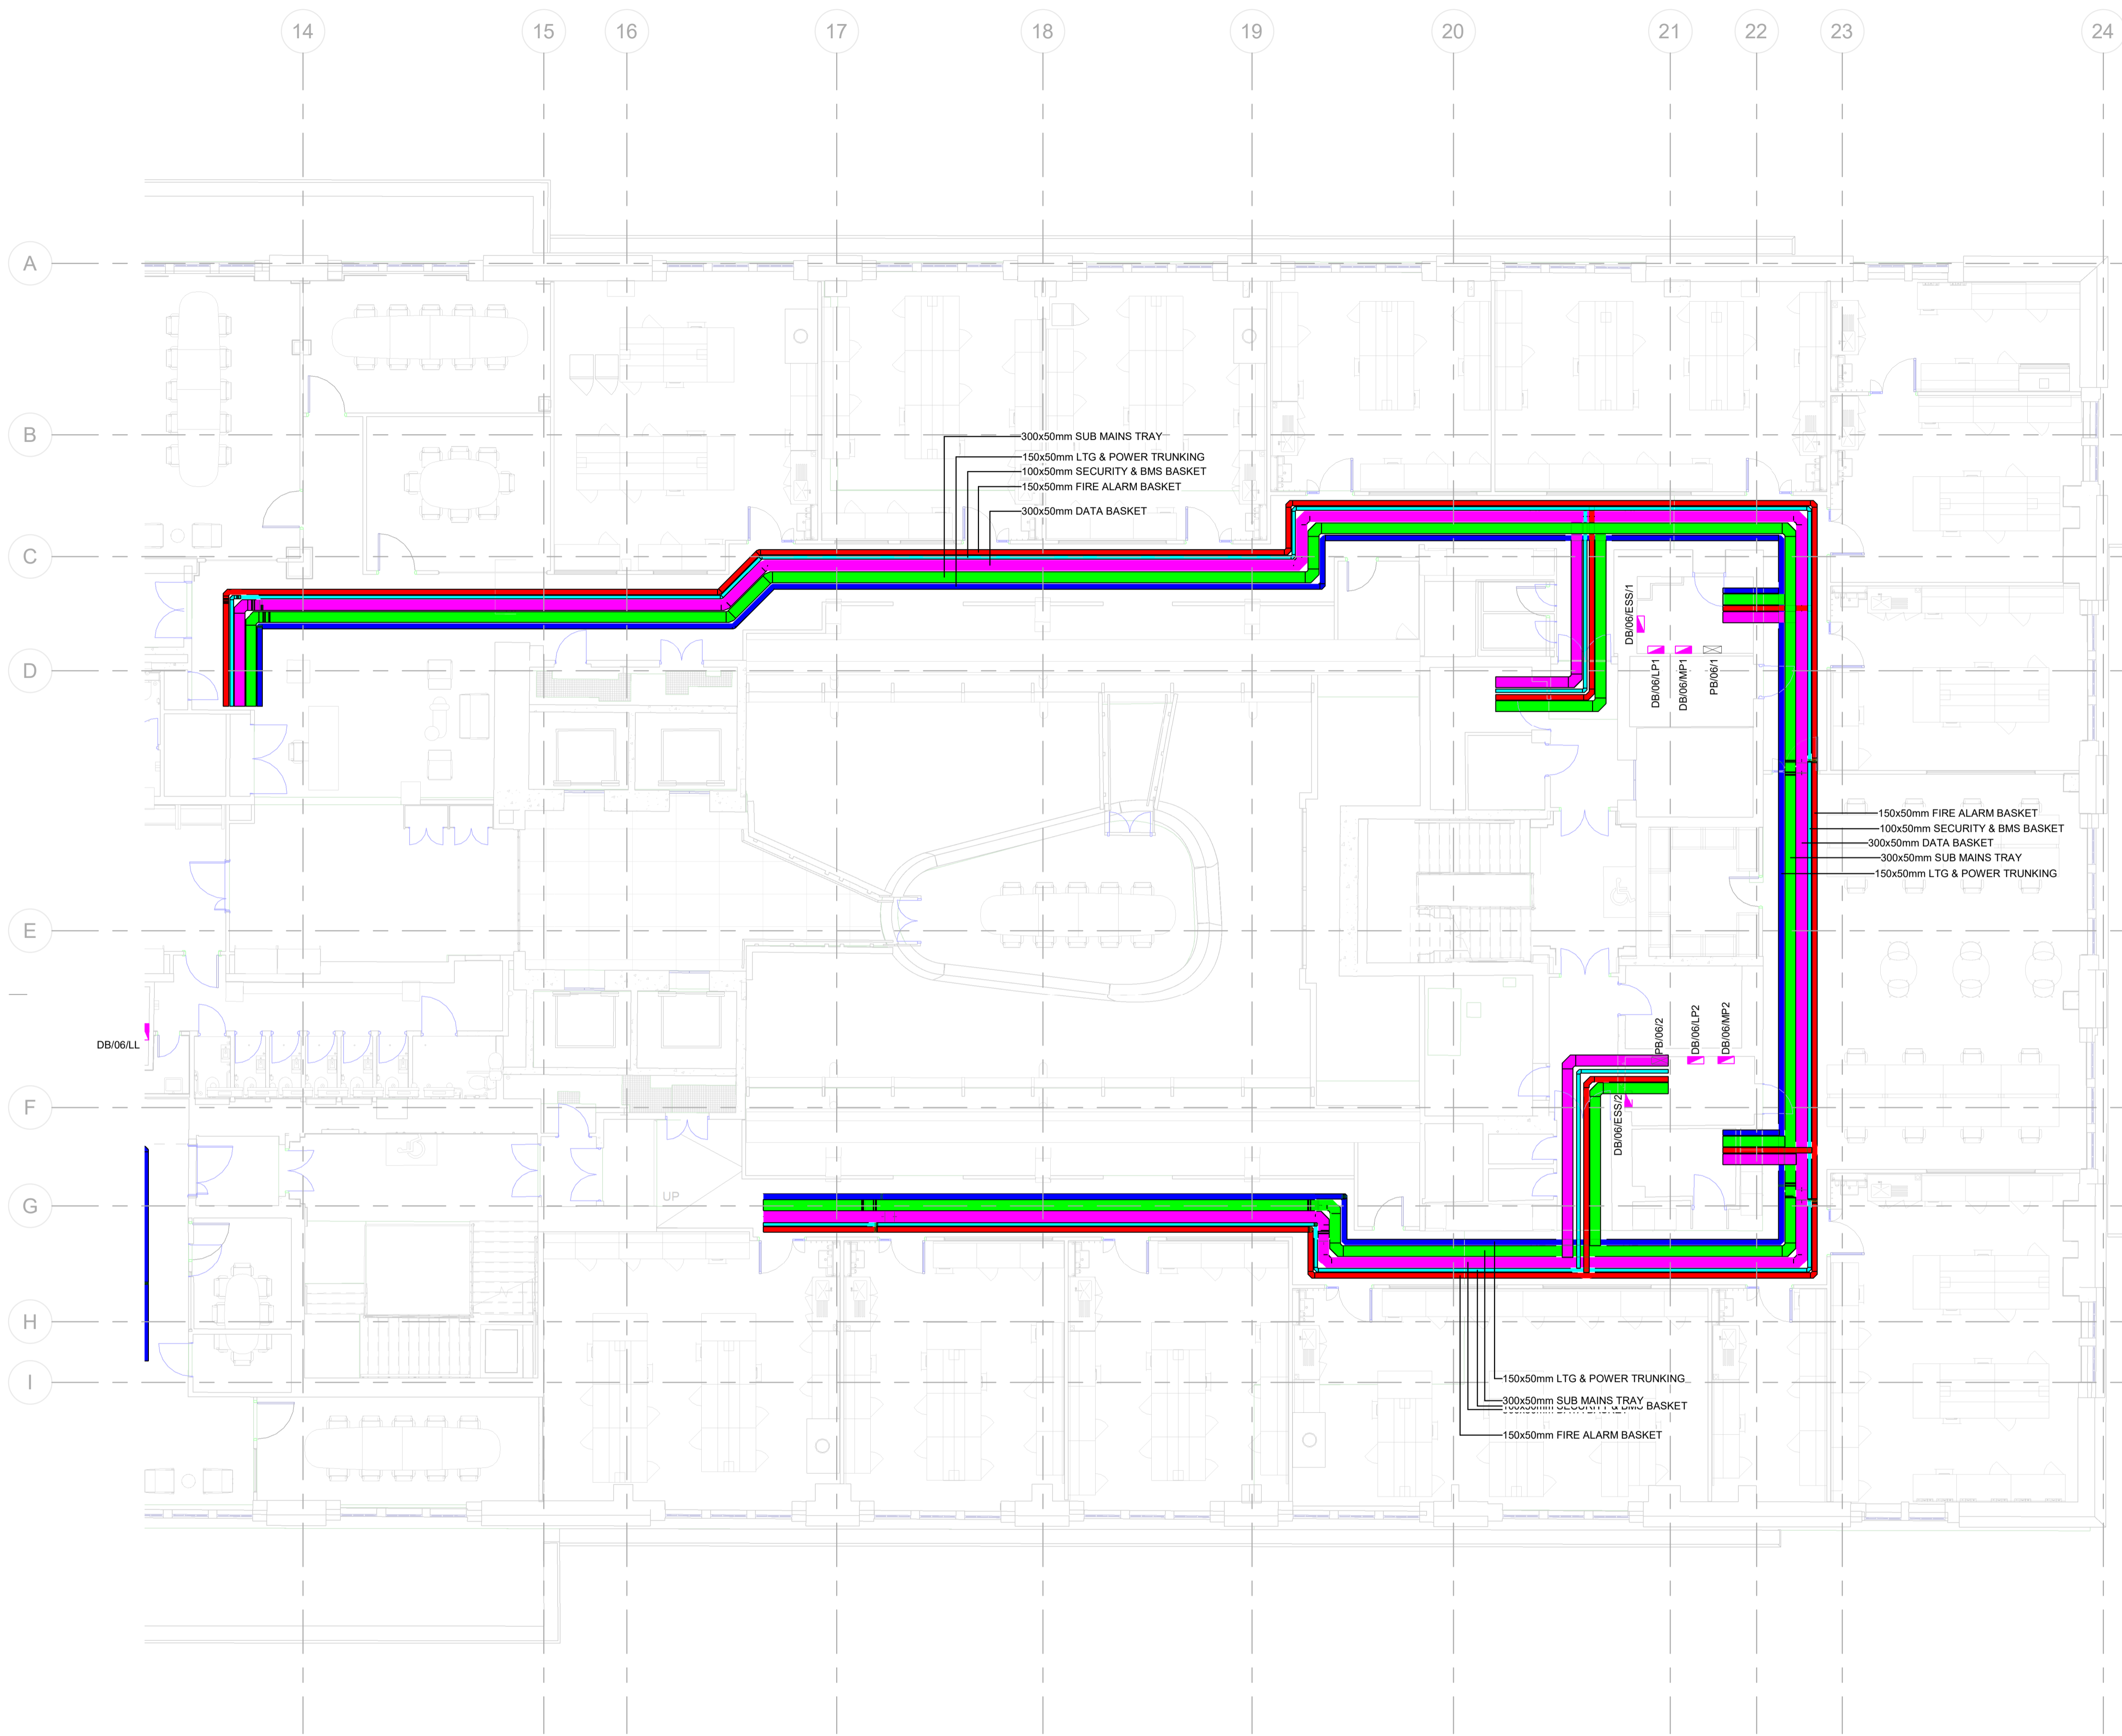 14 15 16 17 18 19 20 21 22 23 24
A
B
300x50mm SUB MAINS TRAY
150x50mm LTG & POWER TRUNKING
100x50mm SECURITY & BMS BASKET
150x50mm FIRE ALARM BASKET
300x50mm DATA BASKET
C
DB/06/ESS/1
D
DB/06/LP1
DB/06/MP1
PB/06/1
150x50mm FIRE ALARM BASKET
100x50mm SECURITY & BMS BASKET
300x50mm DATA BASKET
300x50mm SUB MAINS TRAY
150x50mm LTG & POWER TRUNKING
E
DB/06/LL
PB/06/2
DB/06/LP2
DB/06/MP2
F
DB/06/ESS/2
UP
G
H
I
150x50mm LTG & POWER TRUNKING
300x50mm SUB MAINS TRAY
100x50mm SECURITY & BMS BASKET
150x50mm FIRE ALARM BASKET